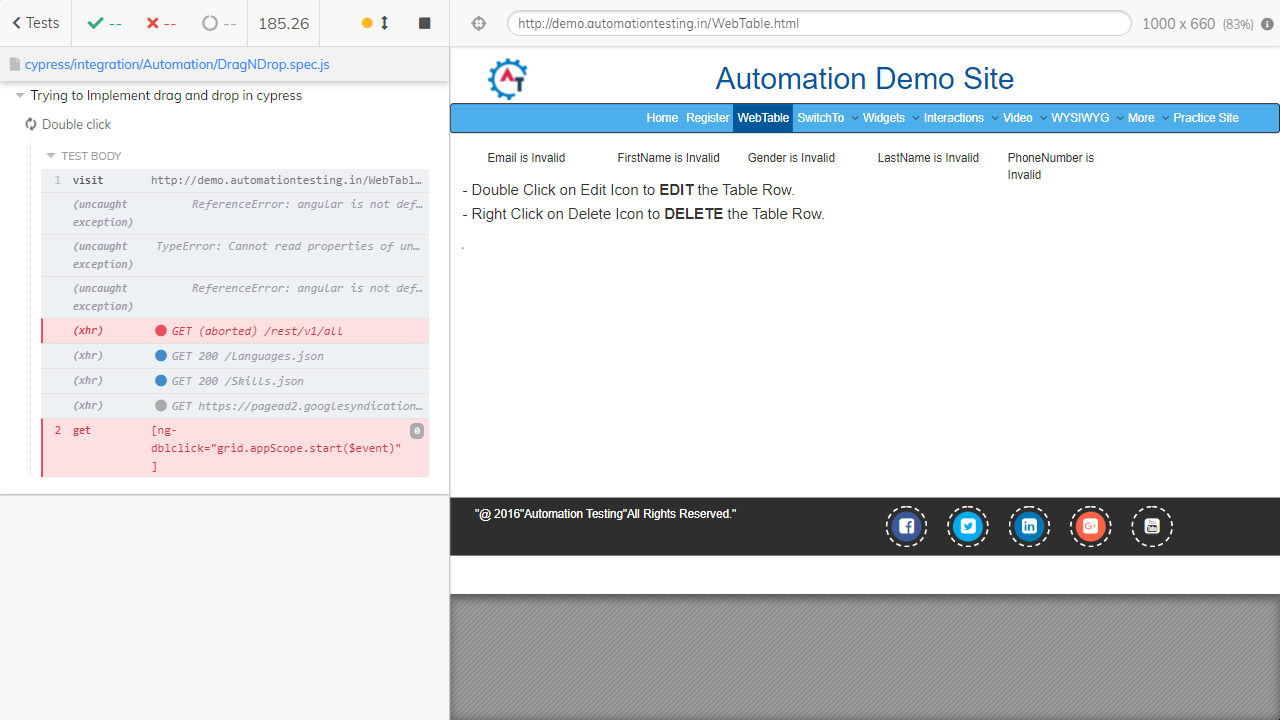 Tests
--
--
--
185.26
http://demo.automationtesting.in/WebTable.html
1000 x 660 (83%)
cypress/integration/Automation/DragNDrop.spec.js
Trying to Implement drag and drop in cypress
Double click
TEST BODY
1 visit http://demo.automationtesting.in/WebTabl…
(uncaught ReferenceError: angular is not def…
exception)
(uncaught TypeError: Cannot read properties of un…
exception)
(uncaught ReferenceError: angular is not def…
exception)
(xhr) GET (aborted) /rest/v1/all
(xhr) GET 200 /Languages.json
(xhr) GET 200 /Skills.json
(xhr) GET https://pagead2.googlesyndication…
2 get [ng- 0
dblclick="grid.appScope.start($event)"
]
AT
Automation Demo Site
Home Register WebTable SwitchTo Widgets Interactions Video WYSIWYG More Practice Site
Email is Invalid FirstName is Invalid Gender is Invalid LastName is Invalid PhoneNumber is
Invalid
- Double Click on Edit Icon to EDIT the Table Row.
- Right Click on Delete Icon to DELETE the Table Row.
.
"@ 2016"Automation Testing"All Rights Reserved."
f in G+ You Tube